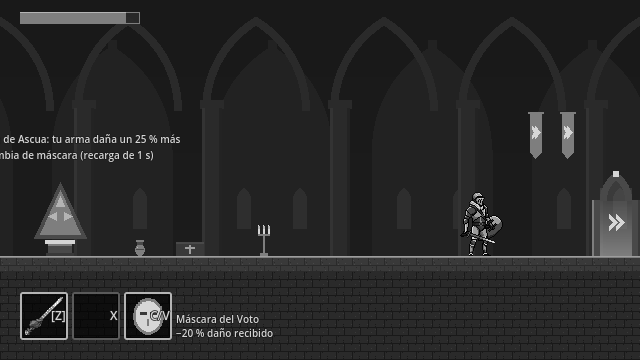 de Ascua: tu arma daña un 25 % más
mbia de máscara (recarga de 1 s)
[Z]
X
C/V
Máscara del Voto
−20 % daño recibido